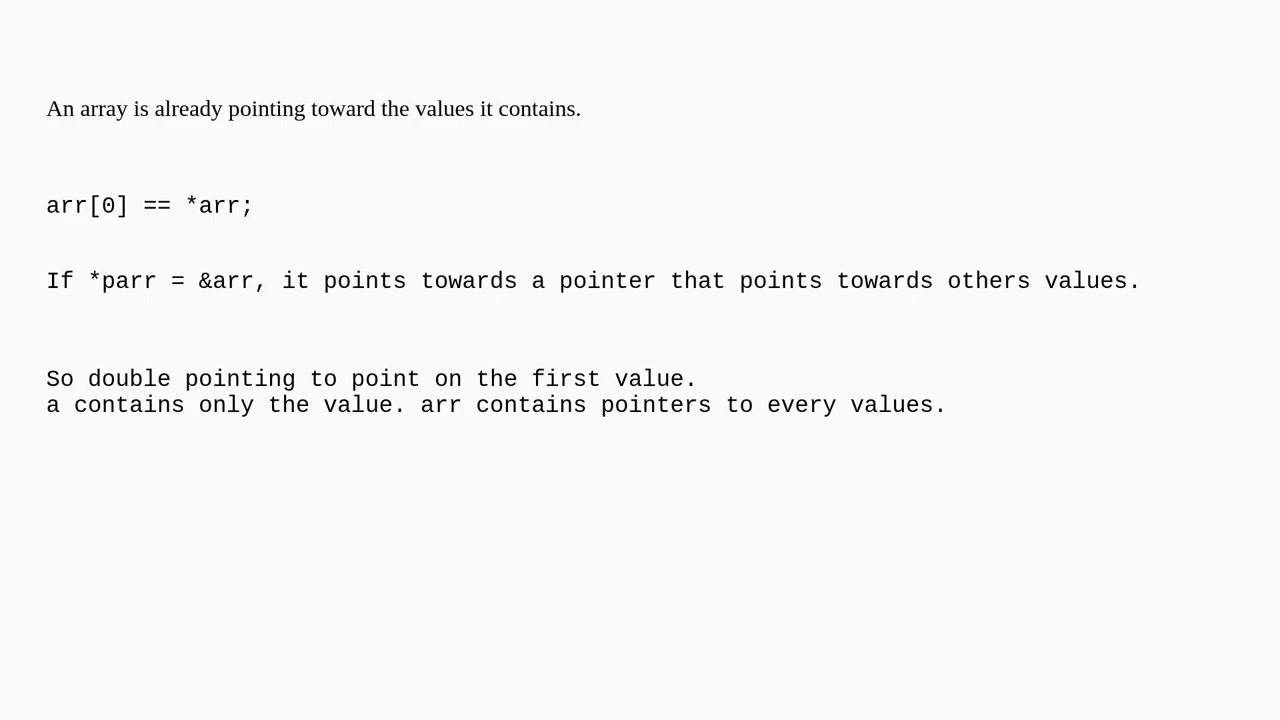 An array is already pointing toward the values it contains.
arr[0] == *arr;
If *parr = &arr, it points towards a pointer that points towards others values.
So double pointing to point on the first value.
a contains only the value. arr contains pointers to every values.